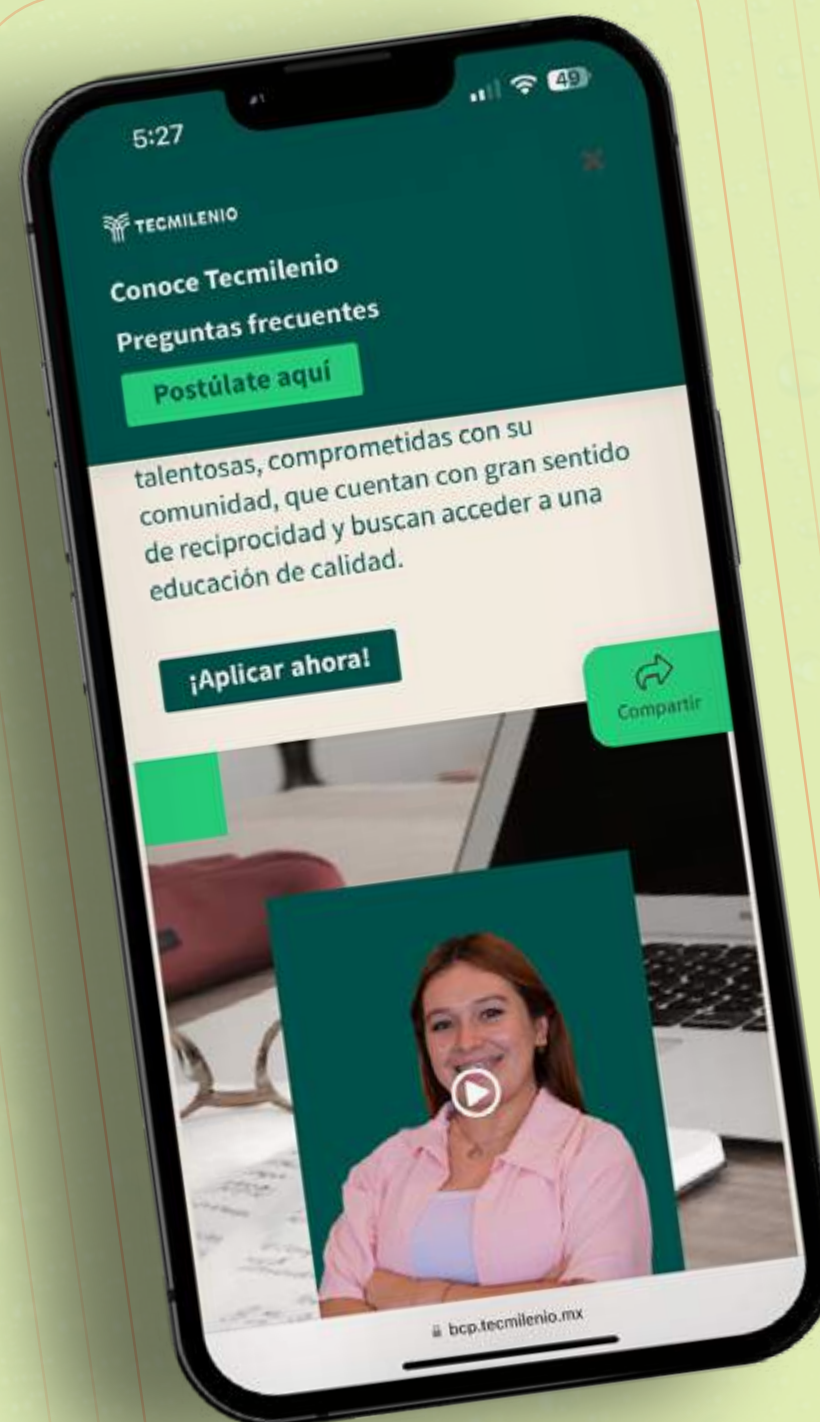 5:27
49
TECMILENIO
Conoce Tecmilenio
Preguntas frecuentes
Postúlate aquí
talentosas, comprometidas con su
comunidad, que cuentan con gran sentido
de reciprocidad y buscan acceder a una
educación de calidad.
¡Aplicar ahora!
Compartir
bcp.tecmilenio.mx